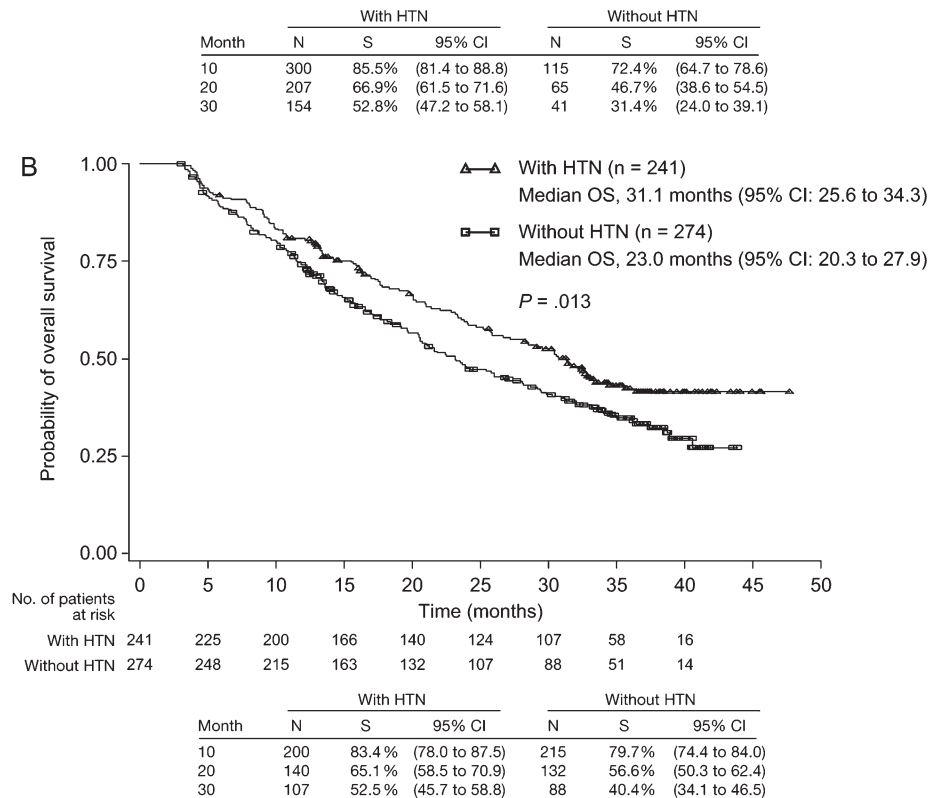 With HTN Without HTN
Month N S 95% CI N S 95% CI
10 300 85.5% (81.4 to 88.8) 115 72.4% (64.7 to 78.6)
20 207 66.9% (61.5 to 71.6) 65 46.7% (38.6 to 54.5)
30 154 52.8% (47.2 to 58.1) 41 31.4% (24.0 to 39.1)
B
With HTN (n = 241)
Median OS, 31.1 months (95% CI: 25.6 to 34.3)
Without HTN (n = 274)
Median OS, 23.0 months (95% CI: 20.3 to 27.9)
P = .013
Probability of overall survival
1.00
0.75
0.50
0.25
0.00
0 5 10 15 20 25 30 35 40 45 50
Time (months)
No. of patients
at risk
With HTN 241 225 200 166 140 124 107 58 16
Without HTN 274 248 215 163 132 107 88 51 14
With HTN Without HTN
Month N S 95% CI N S 95% CI
10 200 83.4% (78.0 to 87.5) 215 79.7% (74.4 to 84.0)
20 140 65.1% (58.5 to 70.9) 132 56.6% (50.3 to 62.4)
30 107 52.5% (45.7 to 58.8) 88 40.4% (34.1 to 46.5)